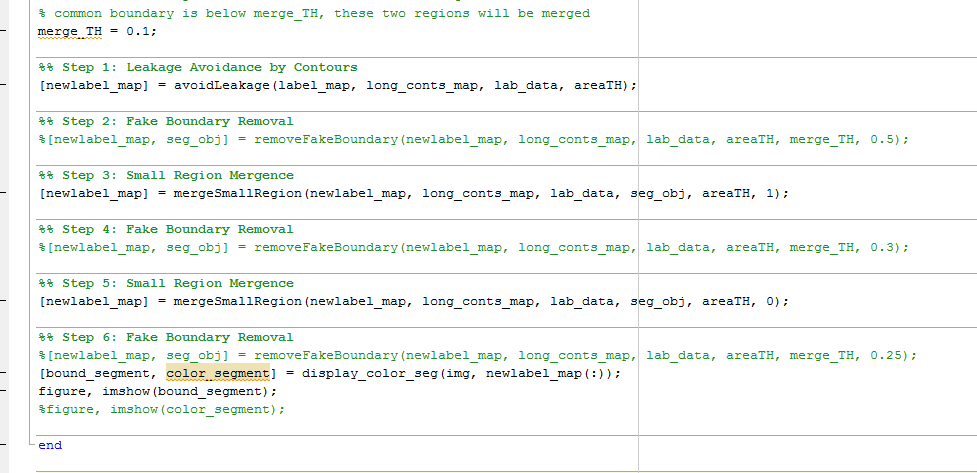 % common boundary is below merge_TH, these two regions will be merged
merge_TH = 0.1;
%% Step 1: Leakage Avoidance by Contours
[newlabel_map] = avoidLeakage(label_map, long_conts_map, lab_data, areaTH);
%% Step 2: Fake Boundary Removal
%[newlabel_map, seg_obj] = removeFakeBoundary(newlabel_map, long_conts_map, lab_data, areaTH, merge_TH, 0.5);
%% Step 3: Small Region Mergence
[newlabel_map] = mergeSmallRegion(newlabel_map, long_conts_map, lab_data, seg_obj, areaTH, 1);
%% Step 4: Fake Boundary Removal
%[newlabel_map, seg_obj] = removeFakeBoundary(newlabel_map, long_conts_map, lab_data, areaTH, merge_TH, 0.3);
%% Step 5: Small Region Mergence
[newlabel_map] = mergeSmallRegion(newlabel_map, long_conts_map, lab_data, seg_obj, areaTH, 0);
%% Step 6: Fake Boundary Removal
%[newlabel_map, seg_obj] = removeFakeBoundary(newlabel_map, long_conts_map, lab_data, areaTH, merge_TH, 0.25);
[bound_segment, color_segment] = display_color_seg(img, newlabel_map(:));
figure, imshow(bound_segment);
%figure, imshow(color_segment);
end